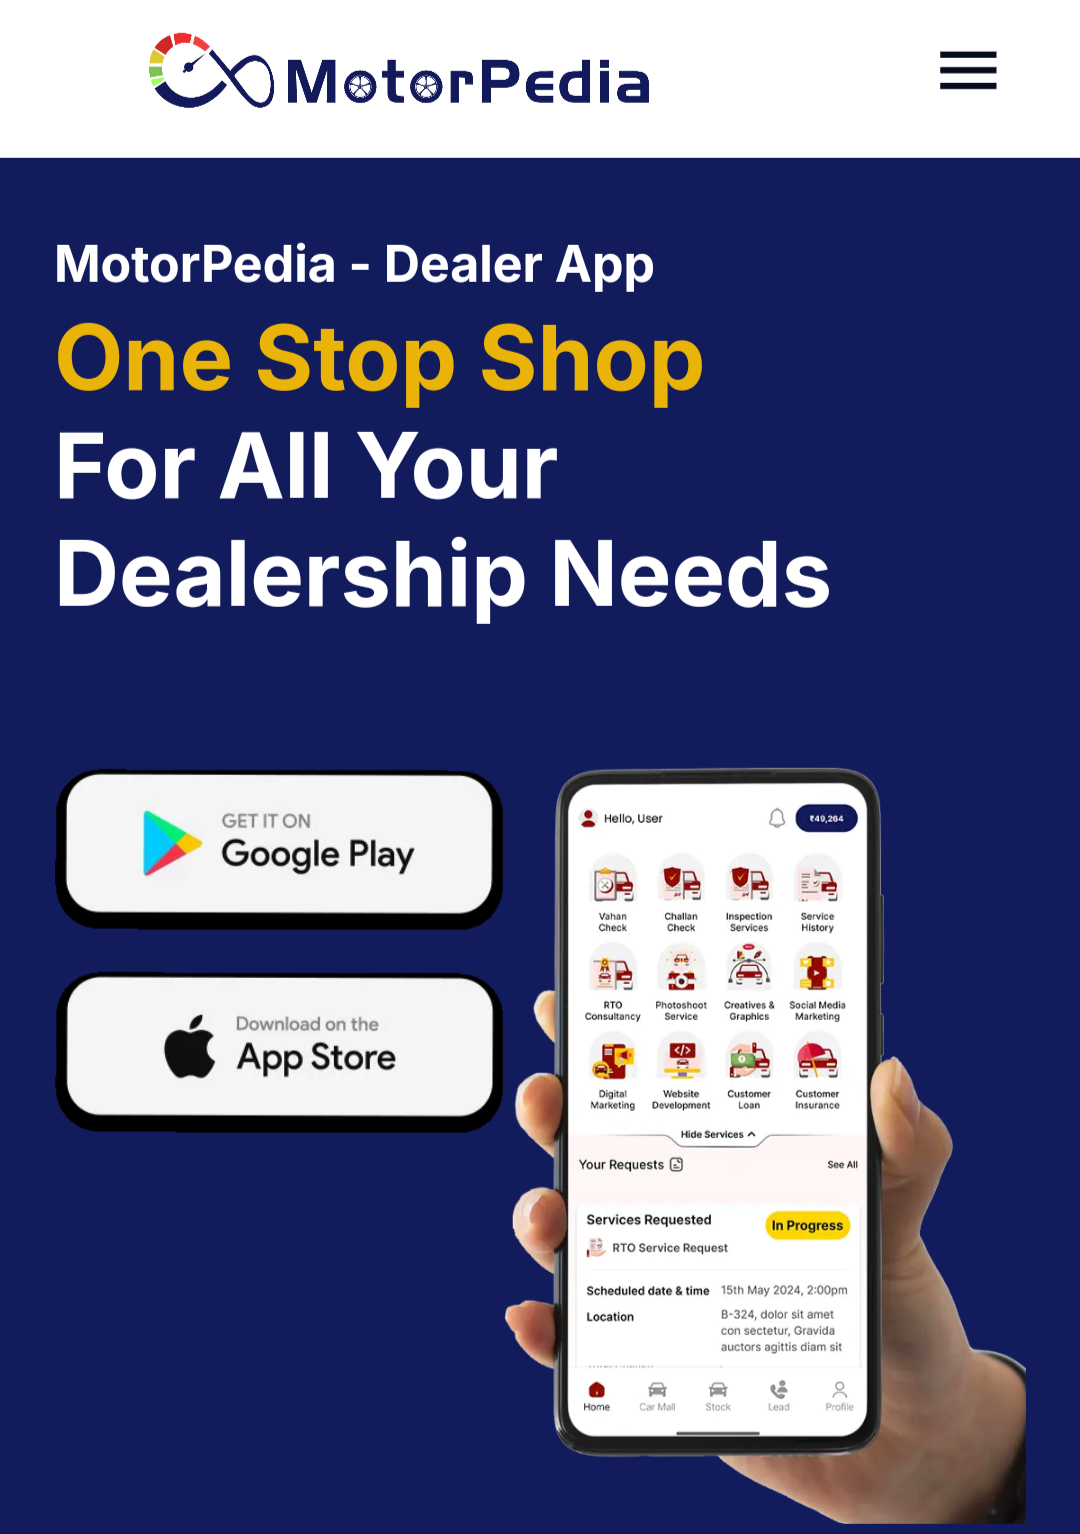 MotorPedia
MotorPedia - Dealer App
One Stop Shop
For All Your
Dealership Needs
GET IT ON
Google Play
Download on the
App Store
Hello, User
₹49,264
Vahan
Check
Challan
Check
Inspection
Services
Service
History
RTO
Consultancy
Photoshoot
Service
Creatives &
Graphics
Social Media
Marketing
Digital
Marketing
Website
Development
Customer
Loan
Customer
Insurance
Hide Services
Your Requests
See All
Services Requested
In Progress
RTO Service Request
Scheduled date & time 15th May 2024, 2:00pm
Location
B-324, dolor sit amet
con sectetur, Gravida
auctors agittis diam sit
Home
Car Mall
Stock
Lead
Profile